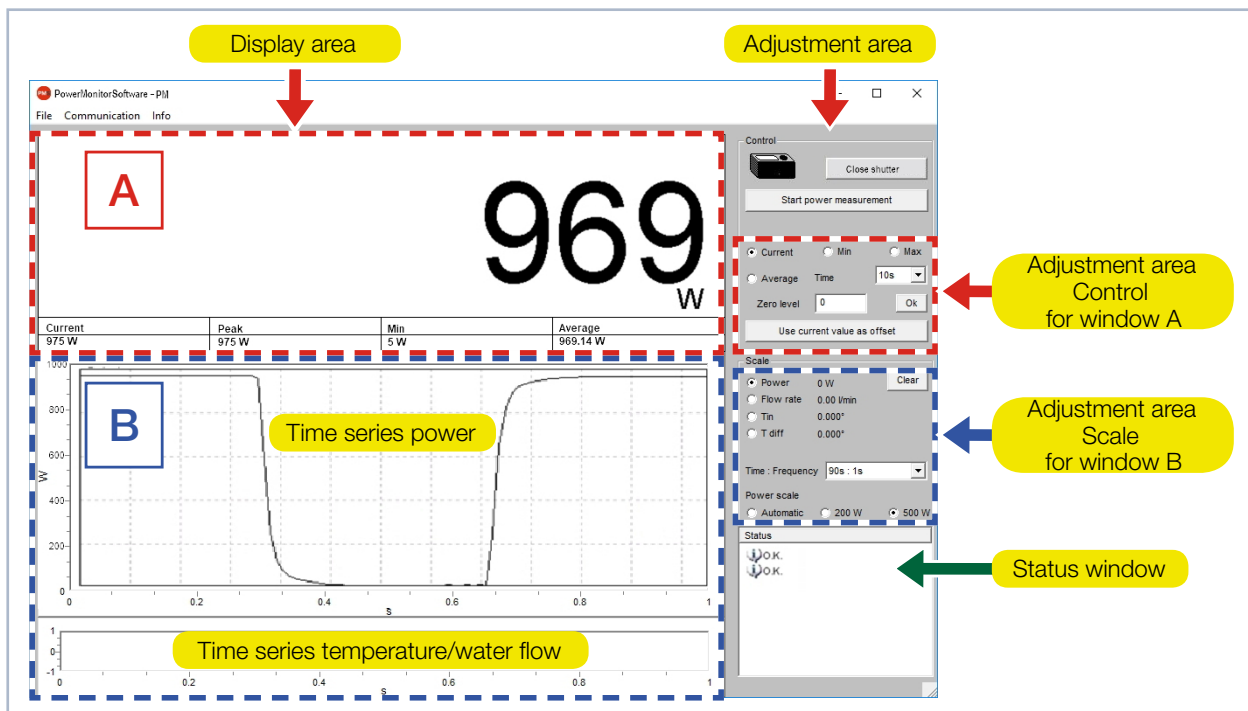 Display area
Adjustment area
PM PowerMonitorSoftware - PM
File Communication Info
A
969
W
Current Peak Min Average
975 W 975 W 5 W 969.14 W
Control
Close shutter
Start power measurement
Current Min Max
Average Time 10s
Zero level 0 Ok
Use current value as offset
Adjustment area
Control
for window A
B
Time series power
1000
800
600
W
400
200
0
0 0.2 0.4 0.6 0.8 1
s
Time series temperature/water flow
1
0
-1
0 0.2 0.4 0.6 0.8 1
s
Scale
Power 0 W Clear
Flow rate 0.00 l/min
Tin 0.000°
T diff 0.000°
Time : Frequency 90s : 1s
Power scale
Automatic 200 W 500 W
Adjustment area
Scale
for window B
Status
O.K.
O.K.
Status window